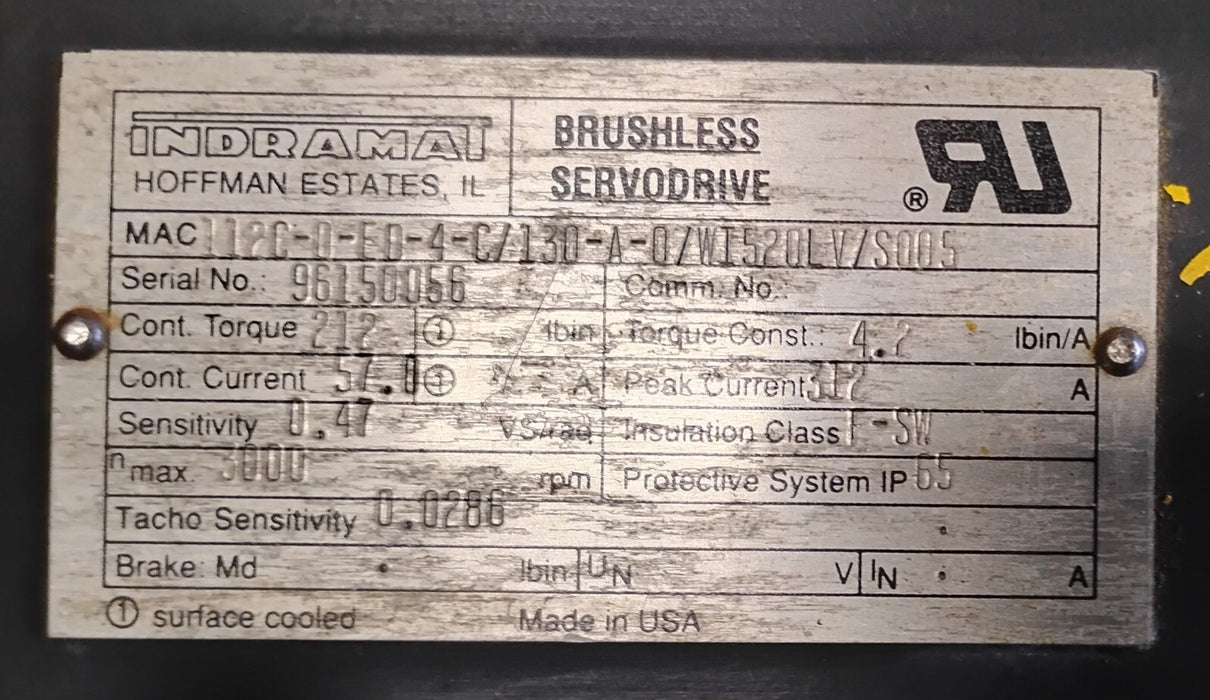 INDRAMAT
HOFFMAN ESTATES, IL
BRUSHLESS
SERVODRIVE
®
MAC 112C-0-ED-4-C/130-A-0/WI520LV/S005
Serial No.: 96150056
Comm. No.:
Cont. Torque 212 ① lbin
Torque Const.: 4.2 lbin/A
Cont. Current 57.0 ① A
Peak Current 312 A
Sensitivity 0.47 VS/rad
Insulation Class F-SW
n max. 3000 rpm
Protective System IP 65
Tacho Sensitivity 0.0286
Brake: Md lbin UN V IN A
① surface cooled Made in USA